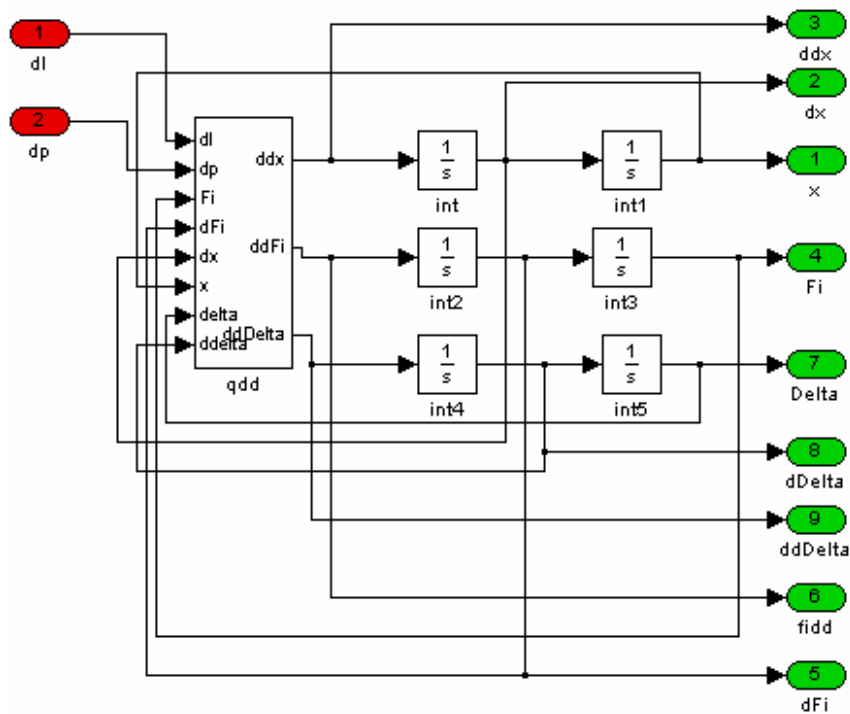 1
dl
2
dp
dl
dp
Fi
dFi
dx
x
delta
ddelta
ddx
ddFi
ddDelta
qdd
1
s
int
1
s
int1
1
s
int2
1
s
int3
1
s
int4
1
s
int5
3
ddx
2
dx
1
x
4
Fi
7
Delta
8
dDelta
9
ddDelta
6
fidd
5
dFi